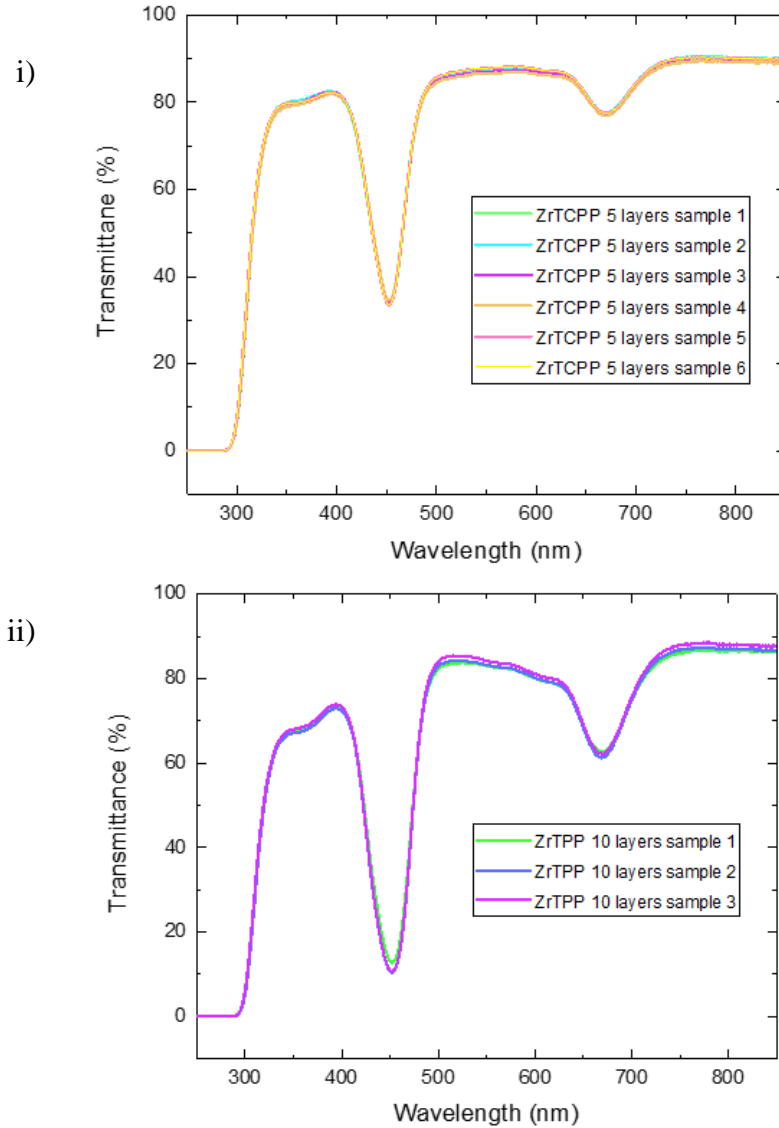 i)
100
80
60
40
20
0
Transmittane (%)
ZrTCPP 5 layers sample 1
ZrTCPP 5 layers sample 2
ZrTCPP 5 layers sample 3
ZrTCPP 5 layers sample 4
ZrTCPP 5 layers sample 5
ZrTCPP 5 layers sample 6
300 400 500 600 700 800
Wavelength (nm)
ii)
100
80
60
40
20
0
Transmittance (%)
ZrTPP 10 layers sample 1
ZrTPP 10 layers sample 2
ZrTPP 10 layers sample 3
300 400 500 600 700 800
Wavelength (nm)